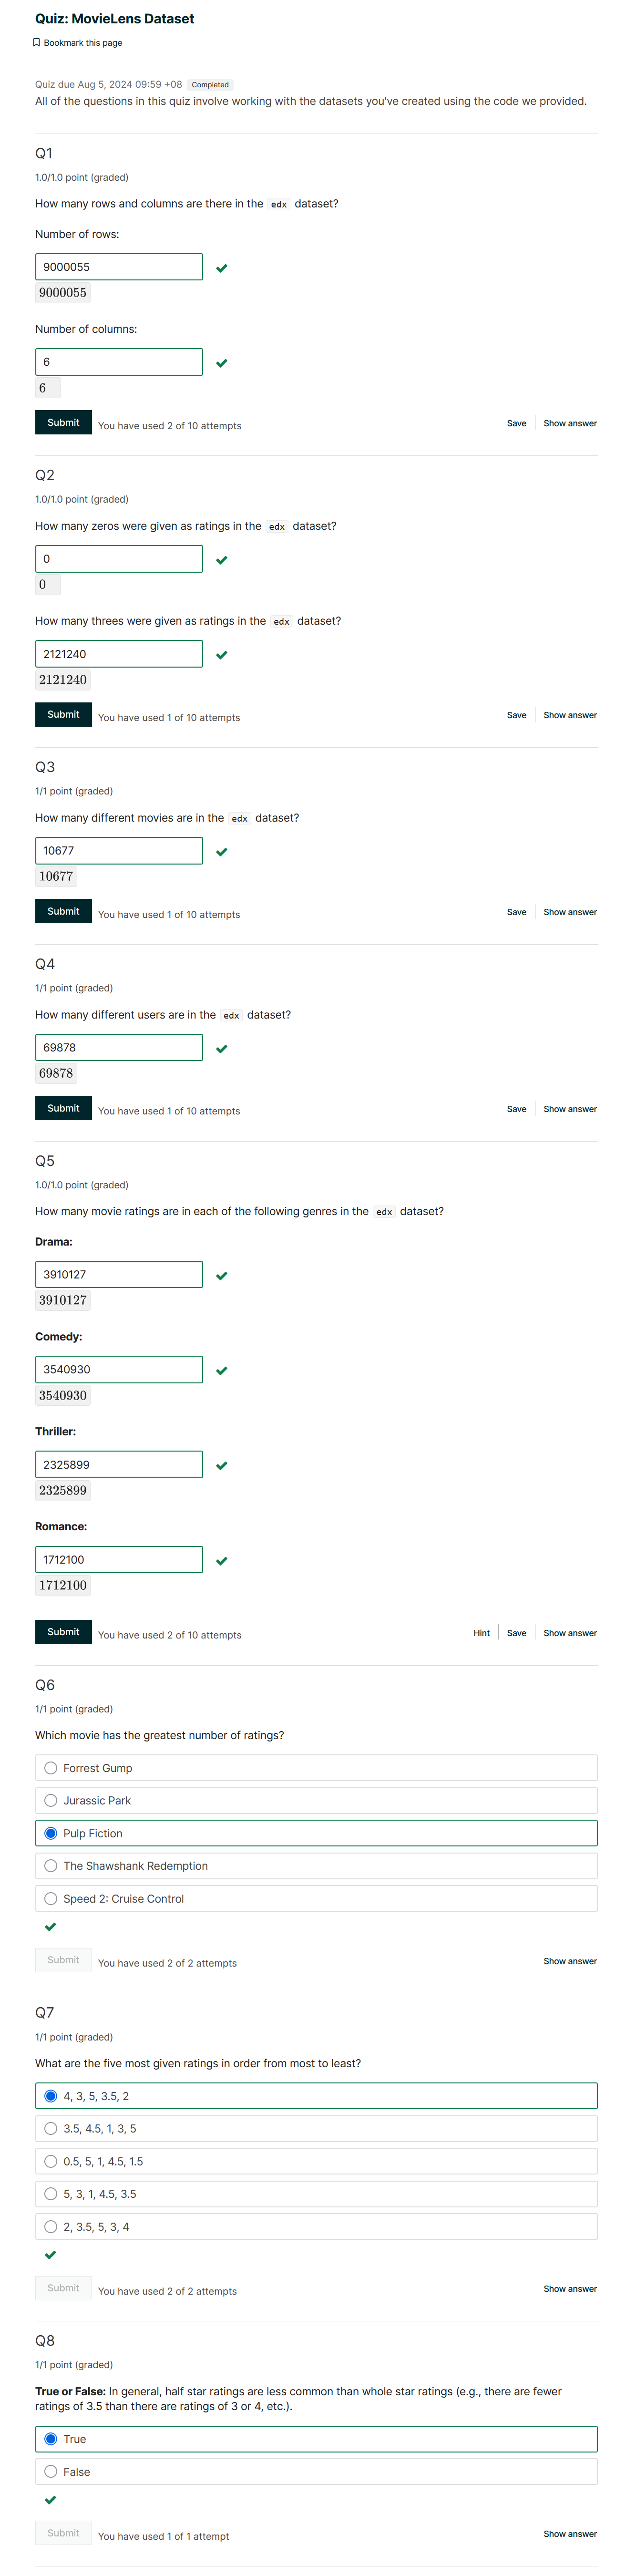 Quiz: MovieLens Dataset
Bookmark this page
Quiz due Aug 5, 2024 09:59 +08 Completed
All of the questions in this quiz involve working with the datasets you've created using the code we provided.
Q1
1.0/1.0 point (graded)
How many rows and columns are there in the edx dataset?
Number of rows:
9000055
9000055
Number of columns:
6
6
Submit You have used 2 of 10 attempts Save Show answer
Q2
1.0/1.0 point (graded)
How many zeros were given as ratings in the edx dataset?
0
0
How many threes were given as ratings in the edx dataset?
2121240
2121240
Submit You have used 1 of 10 attempts Save Show answer
Q3
1/1 point (graded)
How many different movies are in the edx dataset?
10677
10677
Submit You have used 1 of 10 attempts Save Show answer
Q4
1/1 point (graded)
How many different users are in the edx dataset?
69878
69878
Submit You have used 1 of 10 attempts Save Show answer
Q5
1.0/1.0 point (graded)
How many movie ratings are in each of the following genres in the edx dataset?
Drama:
3910127
3910127
Comedy:
3540930
3540930
Thriller:
2325899
2325899
Romance:
1712100
1712100
Submit You have used 2 of 10 attempts Hint Save Show answer
Q6
1/1 point (graded)
Which movie has the greatest number of ratings?
Forrest Gump
Jurassic Park
Pulp Fiction
The Shawshank Redemption
Speed 2: Cruise Control
Submit You have used 2 of 2 attempts Show answer
Q7
1/1 point (graded)
What are the five most given ratings in order from most to least?
4, 3, 5, 3.5, 2
3.5, 4.5, 1, 3, 5
0.5, 5, 1, 4.5, 1.5
5, 3, 1, 4.5, 3.5
2, 3.5, 5, 3, 4
Submit You have used 2 of 2 attempts Show answer
Q8
1/1 point (graded)
True or False: In general, half star ratings are less common than whole star ratings (e.g., there are fewer
ratings of 3.5 than there are ratings of 3 or 4, etc.).
True
False
Submit You have used 1 of 1 attempt Show answer